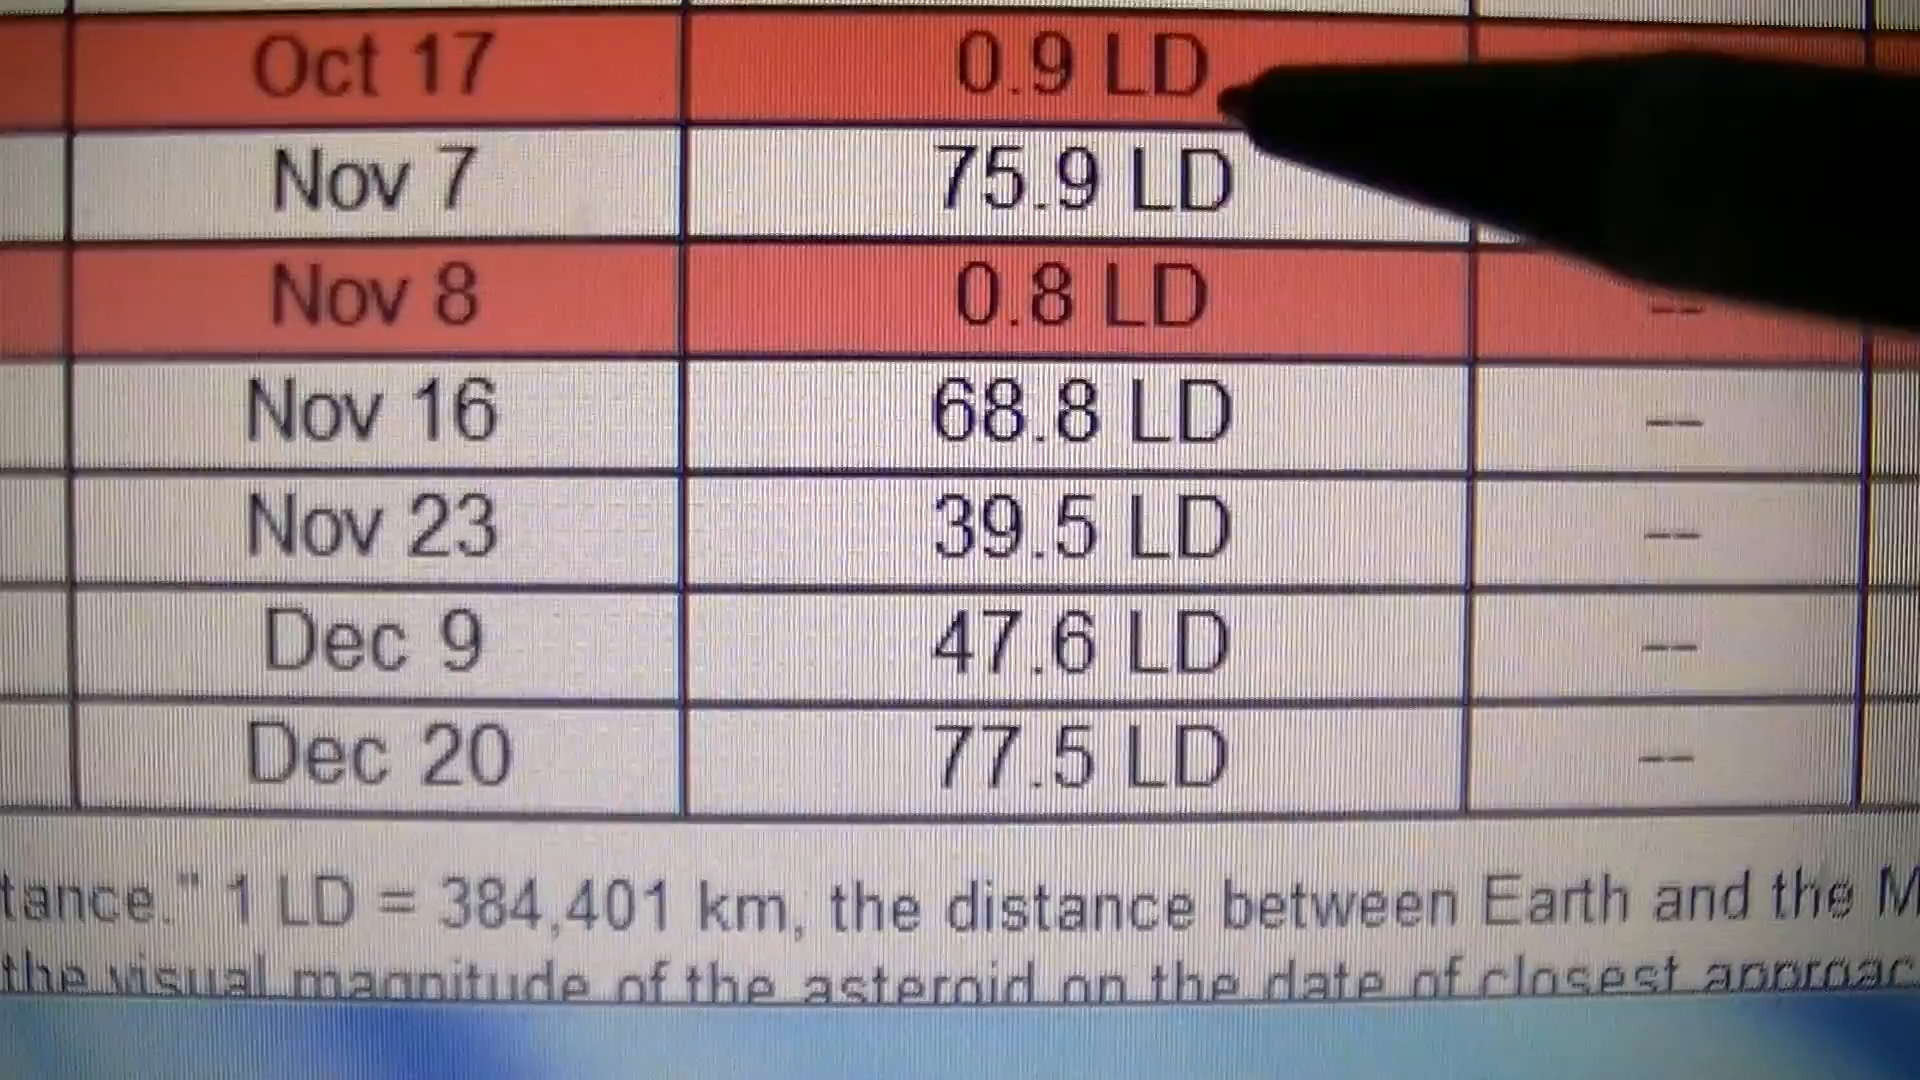 Oct 17 0.9 LD
Nov 7 75.9 LD
Nov 8 0.8 LD --
Nov 16 68.8 LD --
Nov 23 39.5 LD --
Dec 9 47.6 LD --
Dec 20 77.5 LD --
tance." 1 LD = 384,401 km, the distance between Earth and the M
the visual magnitude of the asteroid on the date of closest approac